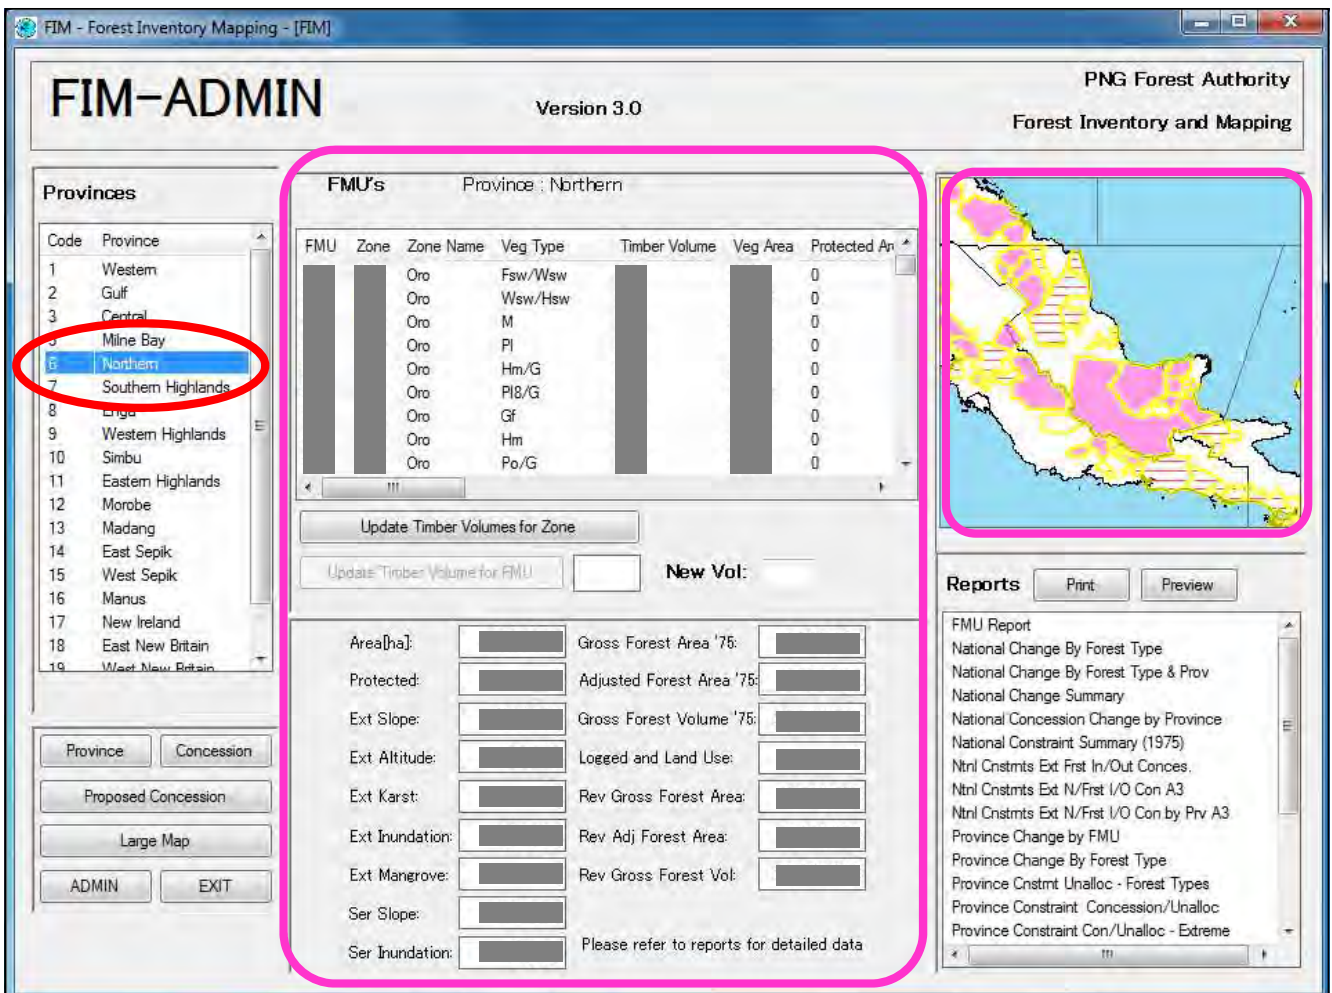 FIM - Forest Inventory Mapping - [FIM]
FIM-ADMIN
Version 3.0
PNG Forest Authority
Forest Inventory and Mapping
Provinces
Code Province
1 Western
2 Gulf
3 Central
5 Milne Bay
6 Northern
7 Southern Highlands
8 Enga
9 Western Highlands
10 Simbu
11 Eastern Highlands
12 Morobe
13 Madang
14 East Sepik
15 West Sepik
16 Manus
17 New Ireland
18 East New Britain
19 West New Britain
Province Concession
Proposed Concession
Large Map
ADMIN EXIT
FMU's Province : Northern
FMU Zone Zone Name Veg Type Timber Volume Veg Area Protected Ar
Oro Fsw/Wsw 0
Oro Wsw/Hsw 0
Oro M 0
Oro Pl 0
Oro Hm/G 0
Oro Pl8/G 0
Oro Gf 0
Oro Hm 0
Oro Po/G 0
Update Timber Volumes for Zone
Update Timber Volume for FMU New Vol:
Area[ha]: Gross Forest Area '75:
Protected: Adjusted Forest Area '75:
Ext Slope: Gross Forest Volume '75:
Ext Altitude: Logged and Land Use:
Ext Karst: Rev Gross Forest Area:
Ext Inundation: Rev Adj Forest Area:
Ext Mangrove: Rev Gross Forest Vol:
Ser Slope:
Ser Inundation: Please refer to reports for detailed data
Reports Print Preview
FMU Report
National Change By Forest Type
National Change By Forest Type & Prov
National Change Summary
National Concession Change by Province
National Constraint Summary (1975)
Ntnl Cnstmts Ext Frst In/Out Conces.
Ntnl Cnstmts Ext N/Frst I/O Con A3
Ntnl Cnstmts Ext N/Frst I/O Con by Prv A3
Province Change by FMU
Province Change By Forest Type
Province Cnstmt Unalloc - Forest Types
Province Constraint Concession/Unalloc
Province Constraint Con/Unalloc - Extreme